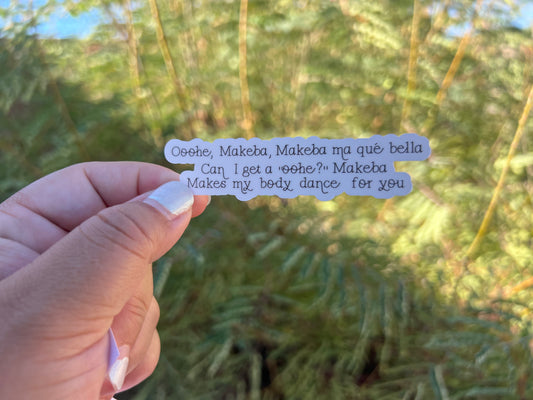 Ooohe, Makeba, Makeba ma qué bella
Can I get a "oohe?" Makeba
Makes my body dance for you